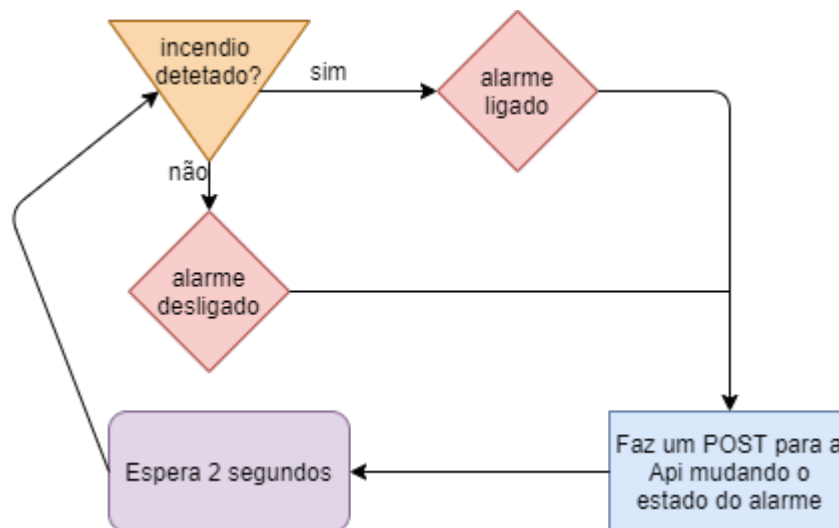 incendio
detetado?
sim
alarme
ligado
não
alarme
desligado
Faz um POST para a
Api mudando o
estado do alarme
Espera 2 segundos